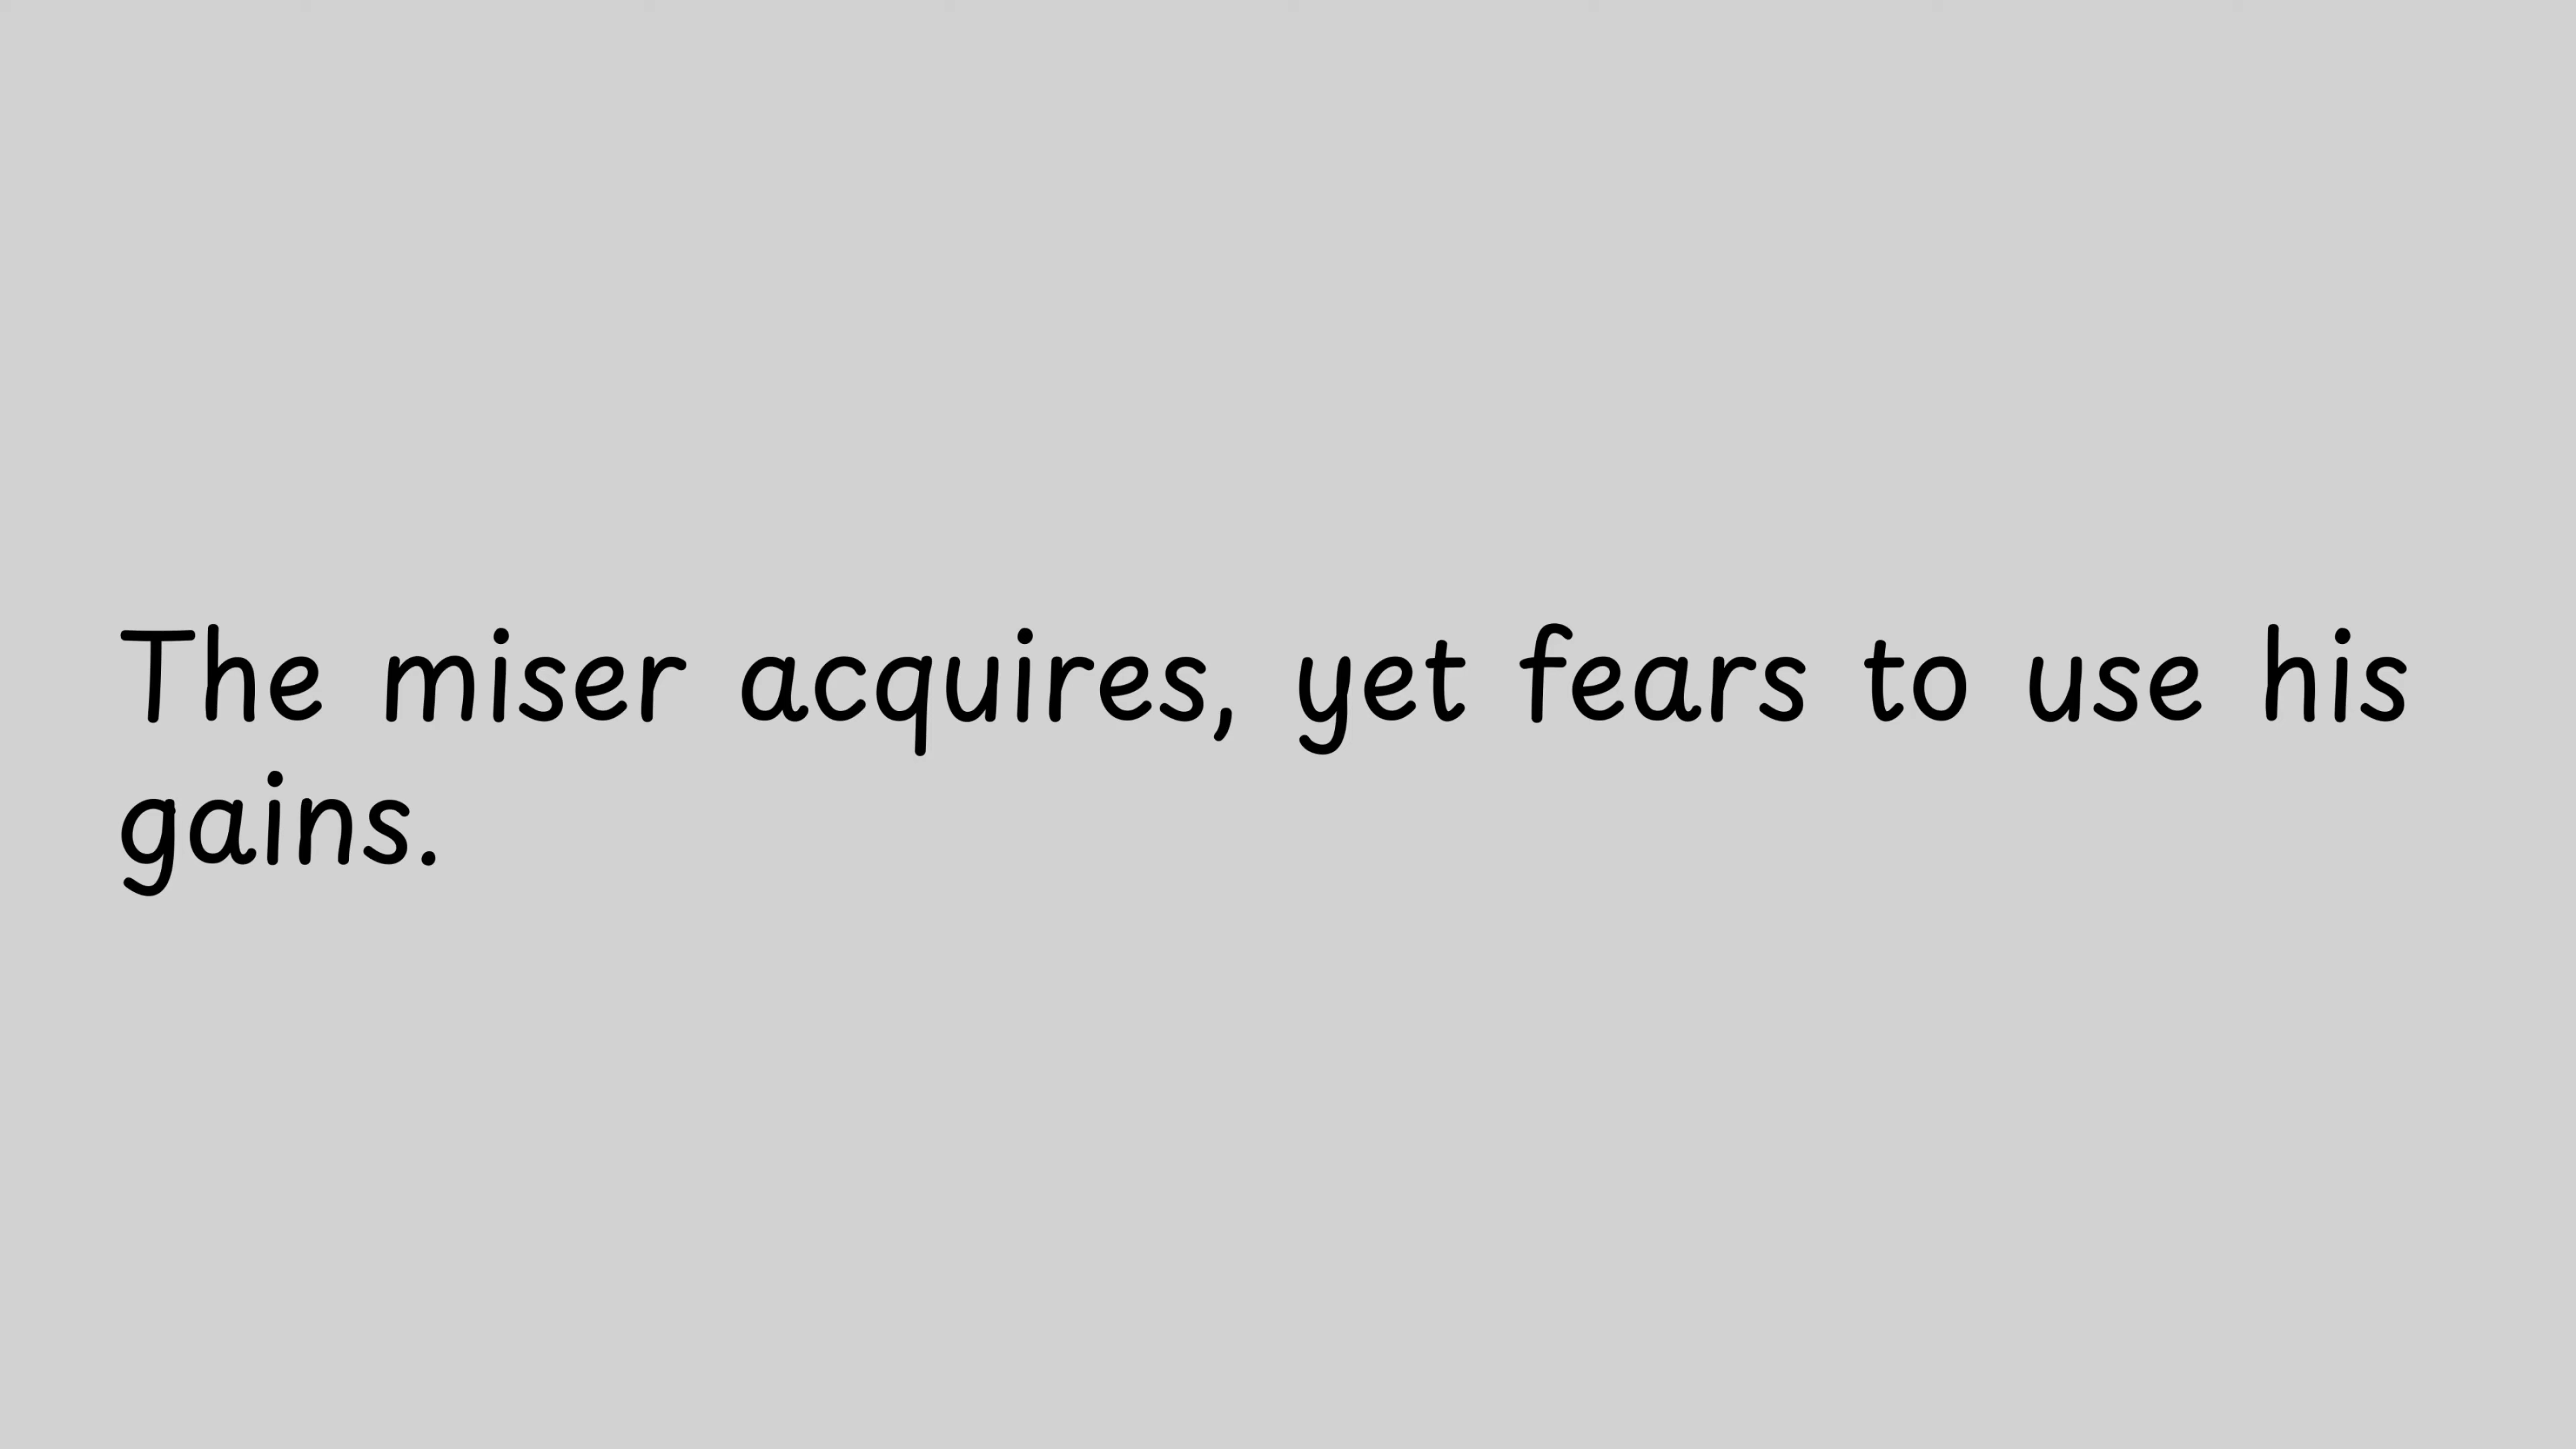 The miser acquires, yet fears to use his
gains.